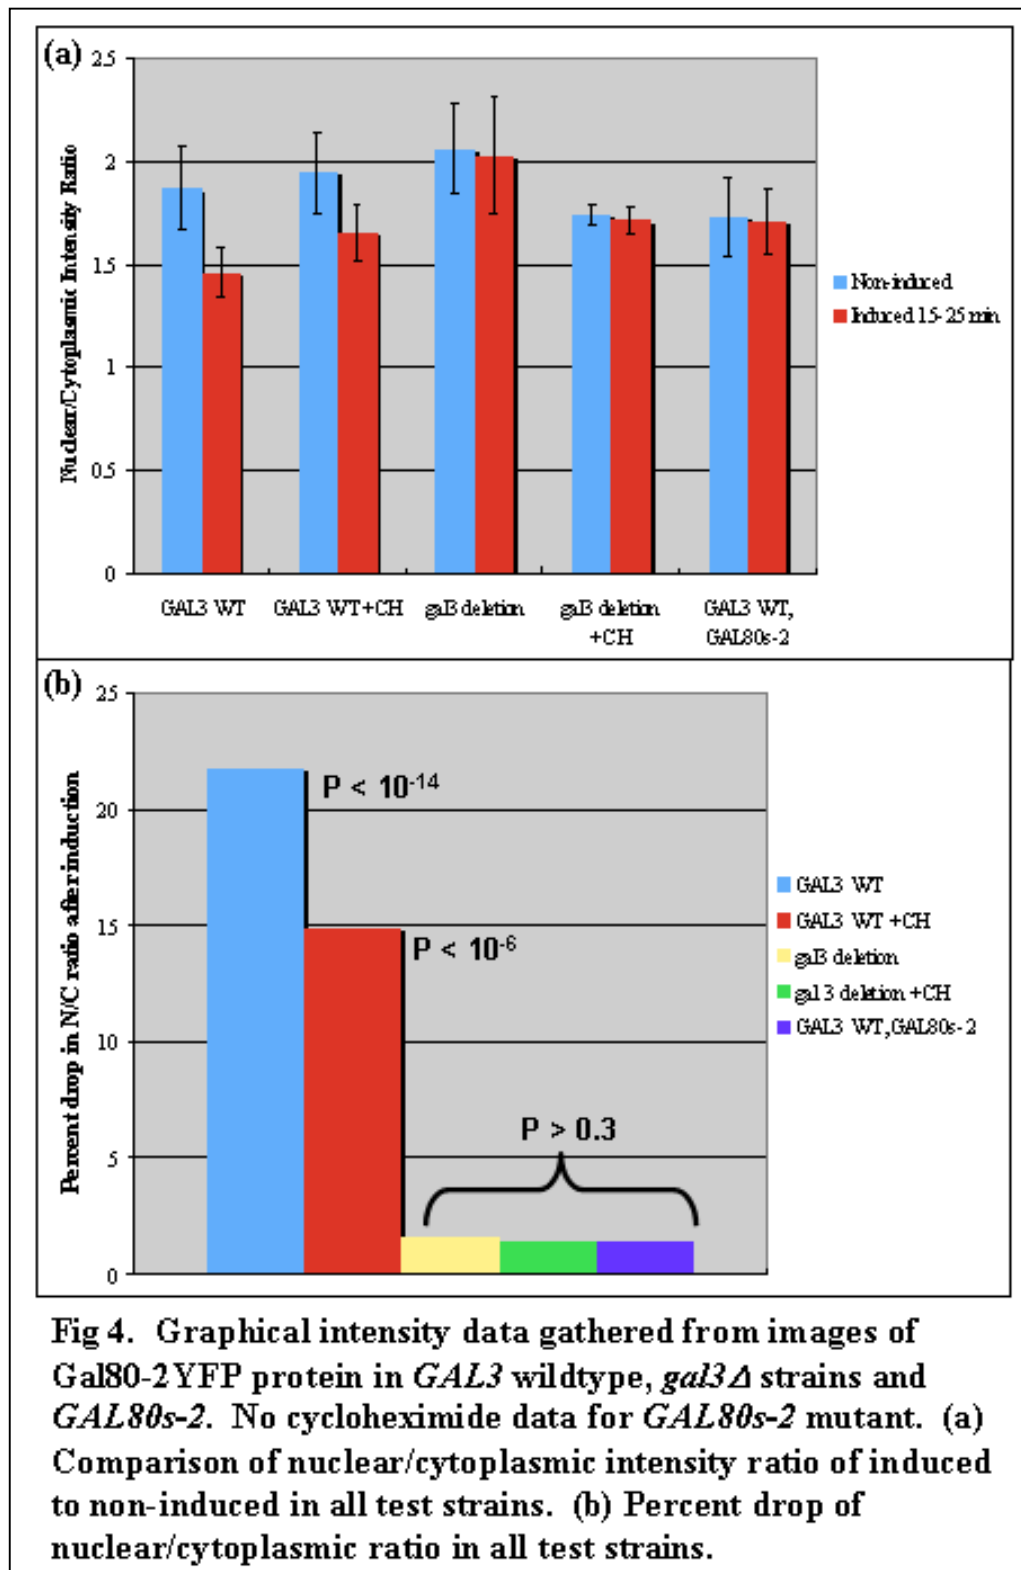 (a)
2.5
2
1.5
1
0.5
0
Nuclear/Cytoplasmic Intensity Ratio
GAL3 WT
GAL3 WT+CH
gal3 deletion
gal3 deletion
+CH
GAL3 WT,
GAL80s-2
Non-induced
Induced 15-25 min
(b)
25
20
15
10
5
0
Percent drop in N/C ratio after induction
P < 10⁻¹⁴
P < 10⁻⁶
P > 0.3
GAL3 WT
GAL3 WT +CH
gal3 deletion
gal3 deletion +CH
GAL3 WT,GAL80s-2
Fig 4. Graphical intensity data gathered from images of
Gal80-2YFP protein in GAL3 wildtype, gal3Δ strains and
GAL80s-2. No cycloheximide data for GAL80s-2 mutant. (a)
Comparison of nuclear/cytoplasmic intensity ratio of induced
to non-induced in all test strains. (b) Percent drop of
nuclear/cytoplasmic ratio in all test strains.